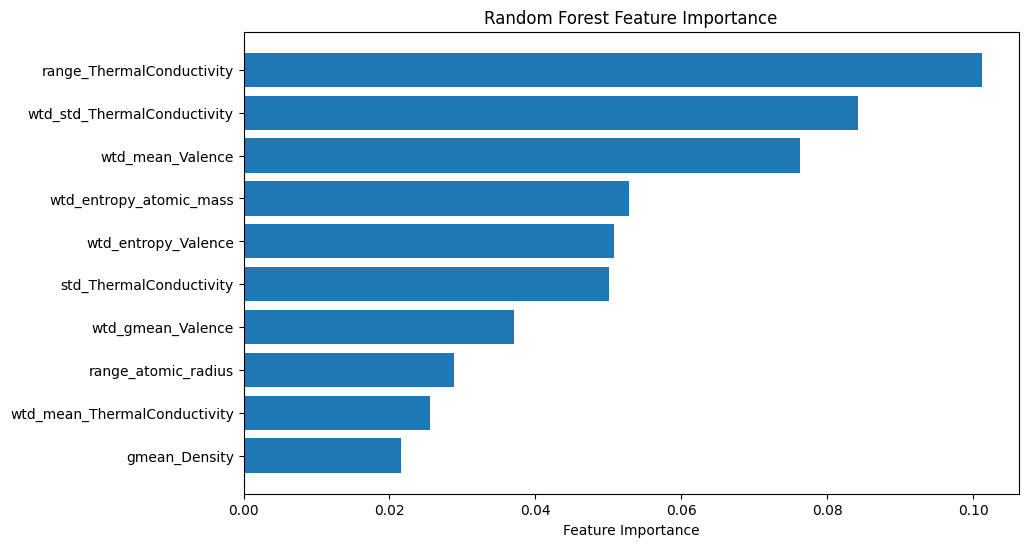 Random Forest Feature Importance
range_ThermalConductivity
wtd_std_ThermalConductivity
wtd_mean_Valence
wtd_entropy_atomic_mass
wtd_entropy_Valence
std_ThermalConductivity
wtd_gmean_Valence
range_atomic_radius
wtd_mean_ThermalConductivity
gmean_Density
0.00 0.02 0.04 0.06 0.08 0.10
Feature Importance